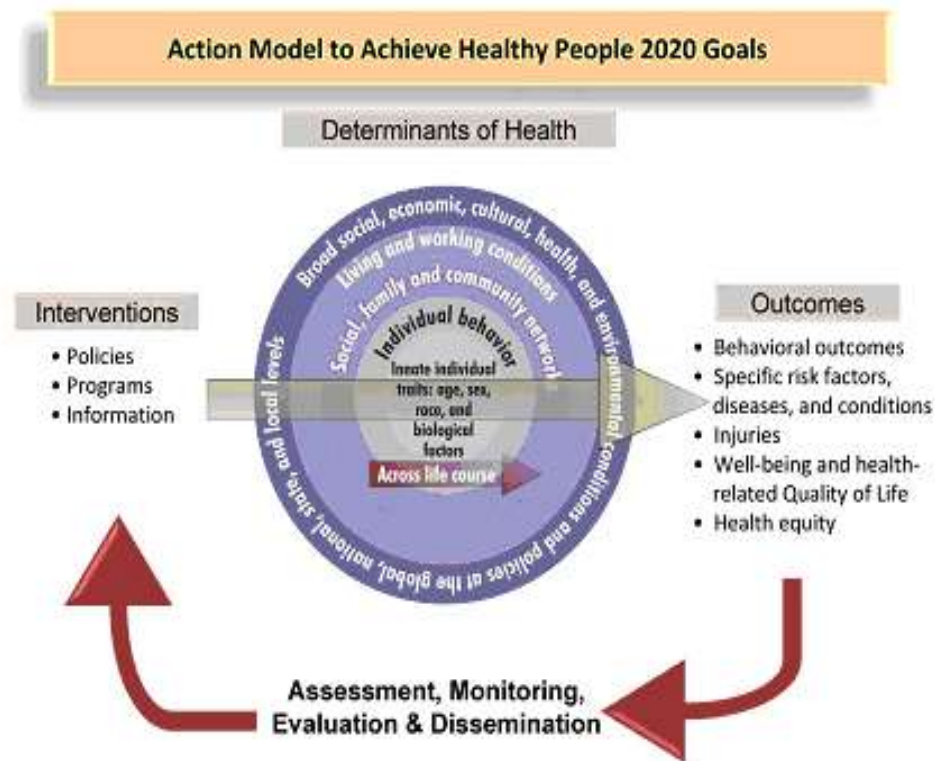 Action Model to Achieve Healthy People 2020 Goals
Determinants of Health
Broad social, economic, cultural, health, and environmental conditions and policies at the global, national, state, and local levels
Living and working conditions
Social, family and community network
Individual behavior
Innate individual
traits: age, sex,
race, and
biological
factors
Across life course
Interventions
• Policies
• Programs
• Information
Outcomes
• Behavioral outcomes
• Specific risk factors,
diseases, and conditions
• Injuries
• Well-being and health-
related Quality of Life
• Health equity
Assessment, Monitoring,
Evaluation & Dissemination